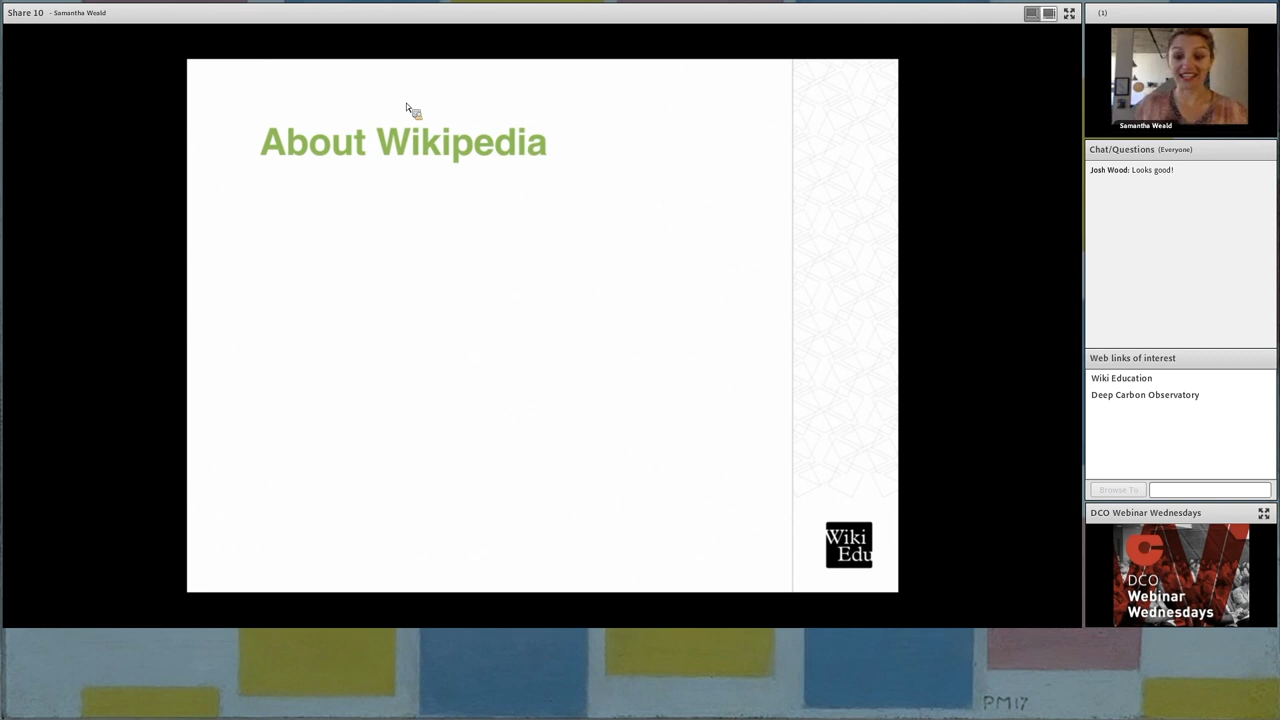 Share 10 - Samantha Weald
About Wikipedia
Wiki
Edu
(1)
Samantha Weald
Chat/Questions (Everyone)
Josh Wood: Looks good!
Web links of interest
Wiki Education
Deep Carbon Observatory
Browse To
DCO Webinar Wednesdays
DCO
Webinar
Wednesdays
PM17